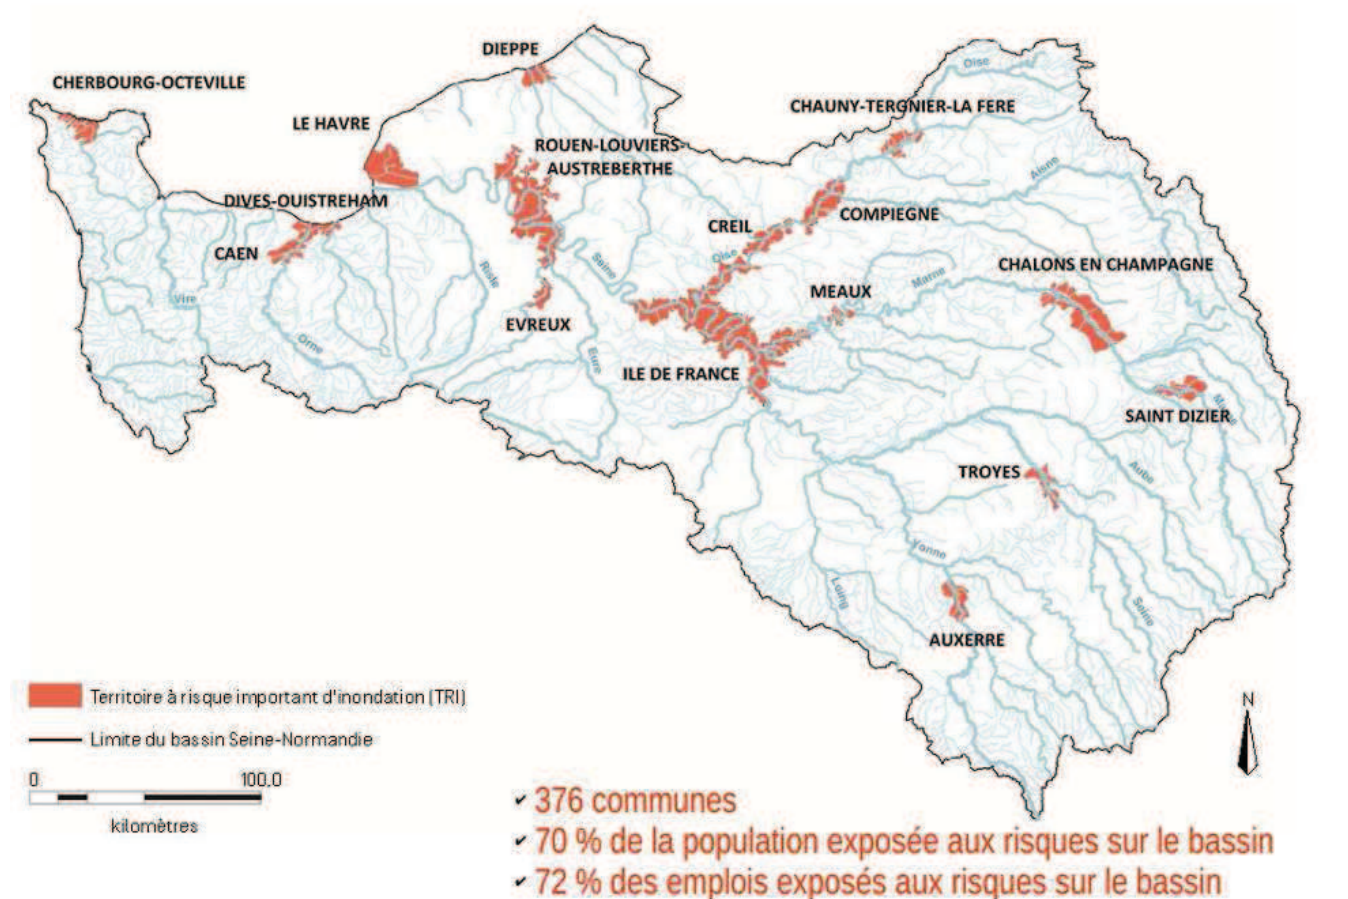 DIEPPE
CHERBOURG-OCTEVILLE
Oise
CHAUNY-TERGNIER-LA FERE
LE HAVRE
ROUEN-LOUVIERS-
AUSTREBERTHE
Aisne
DIVES-OUISTREHAM
COMPIEGNE
CREIL
CAEN
Oise
Seine
CHALONS EN CHAMPAGNE
Risle
Marne
MEAUX
Vire
EVREUX
Orne
Eure
ILE DE FRANCE
SAINT DIZIER
TROYES
Aube
Yonne
Loing
Seine
AUXERRE
Territoire à risque important d'inondation (TRI)
Limite du bassin Seine-Normandie
N
0 100,0
kilomètres
✓ 376 communes
✓ 70 % de la population exposée aux risques sur le bassin
✓ 72 % des emplois exposés aux risques sur le bassin